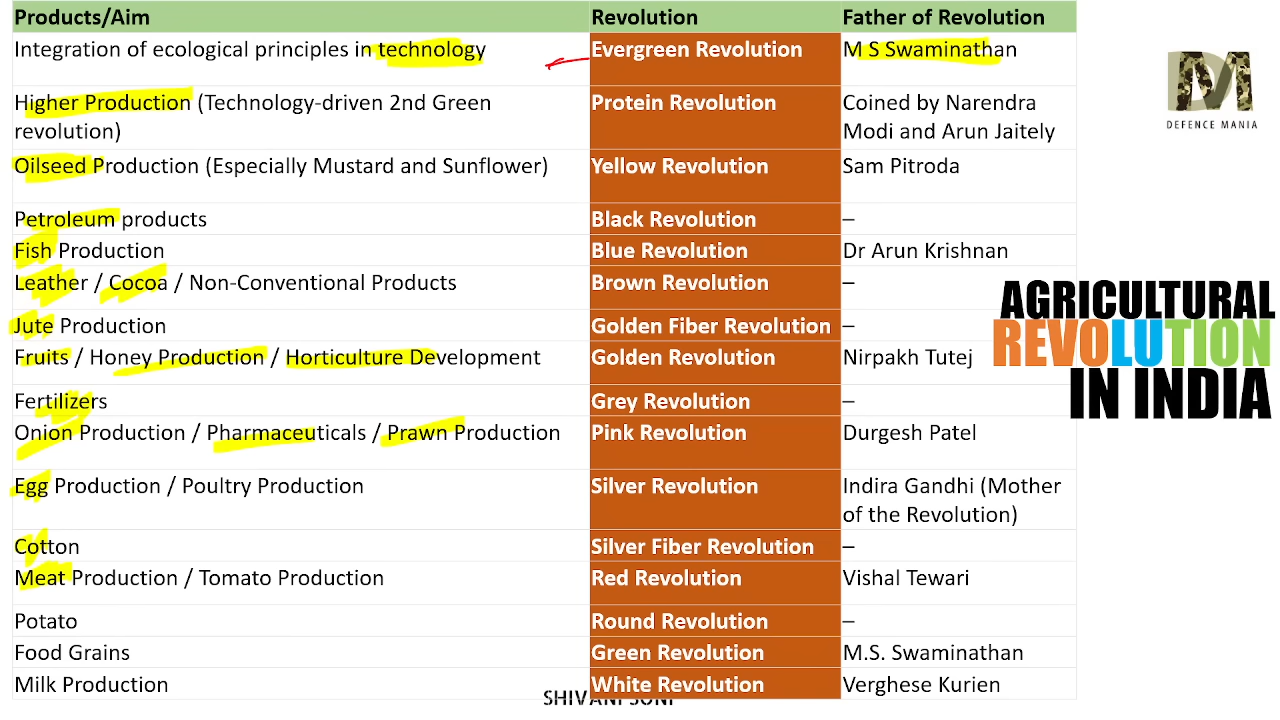 Products/Aim Revolution Father of Revolution
Integration of ecological principles in technology Evergreen Revolution M S Swaminathan
Higher Production (Technology-driven 2nd Green Protein Revolution Coined by Narendra
revolution) Modi and Arun Jaitely
Oilseed Production (Especially Mustard and Sunflower) Yellow Revolution Sam Pitroda
Petroleum products Black Revolution –
Fish Production Blue Revolution Dr Arun Krishnan
Leather / Cocoa / Non-Conventional Products Brown Revolution –
Jute Production Golden Fiber Revolution –
Fruits / Honey Production / Horticulture Development Golden Revolution Nirpakh Tutej
Fertilizers Grey Revolution –
Onion Production / Pharmaceuticals / Prawn Production Pink Revolution Durgesh Patel
Egg Production / Poultry Production Silver Revolution Indira Gandhi (Mother
of the Revolution)
Cotton Silver Fiber Revolution –
Meat Production / Tomato Production Red Revolution Vishal Tewari
Potato Round Revolution –
Food Grains Green Revolution M.S. Swaminathan
Milk Production White Revolution Verghese Kurien
SHIVANI SONI
DM
DEFENCE MANIA
AGRICULTURAL
REVOLUTION
IN INDIA